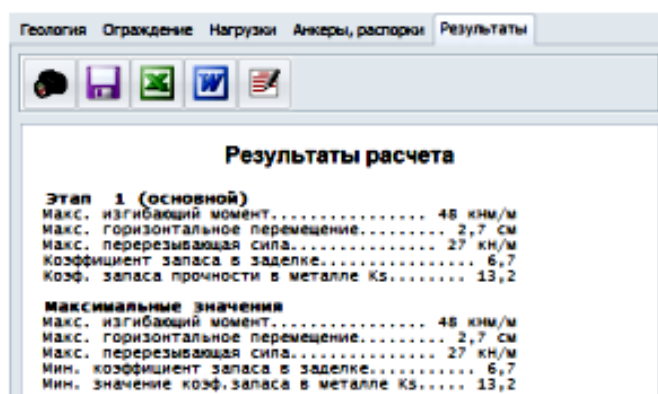 Геология Ограждение Нагрузки Анкеры, распорки Результаты
Результаты расчета
Этап 1 (основной)
Макс. изгибающий момент................ 48 кНм/м
Макс. горизонтальное перемещение......... 2,7 см
Макс. перерезывающая сила................ 27 кН/м
Коэффициент запаса в заделке................ 6,7
Коэф. запаса прочности в металле Ks........ 13,2
Максимальные значения
Макс. изгибающий момент................ 48 кНм/м
Макс. горизонтальное перемещение......... 2,7 см
Макс. перерезывающая сила................ 27 кН/м
Мин. коэффициент запаса в заделке........... 6,7
Мин. значение коэф.запаса в металле Ks..... 13,2